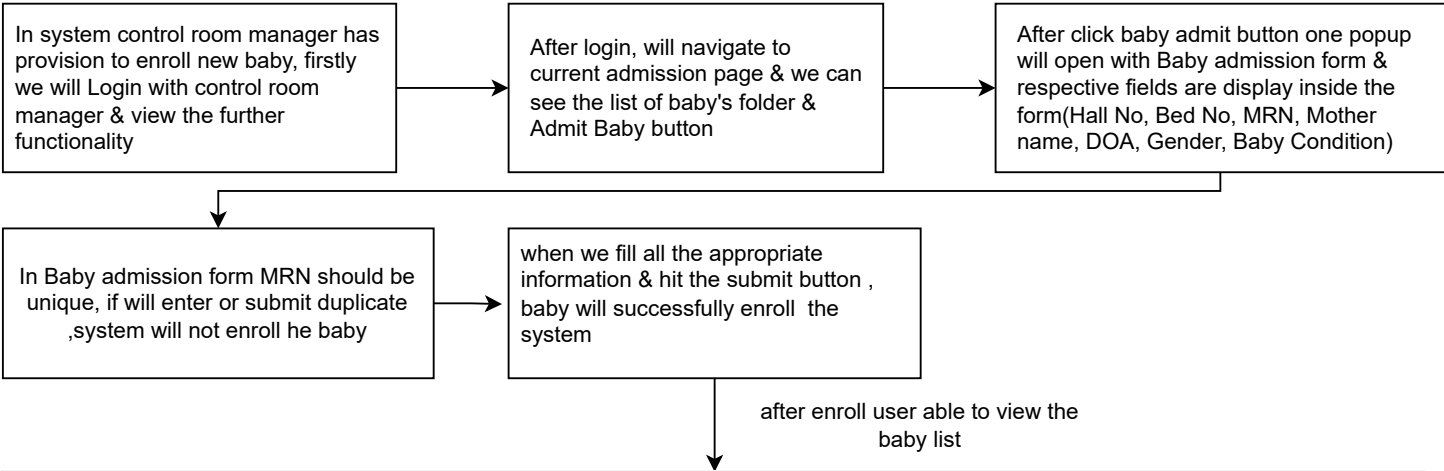 In system control room manager has
provision to enroll new baby, firstly
we will Login with control room
manager & view the further
functionality
After login, will navigate to
current admission page & we can
see the list of baby's folder &
Admit Baby button
After click baby admit button one popup
will open with Baby admission form &
respective fields are display inside the
form(Hall No, Bed No, MRN, Mother
name, DOA, Gender, Baby Condition)
In Baby admission form MRN should be
unique, if will enter or submit duplicate
,system will not enroll he baby
when we fill all the appropriate
information & hit the submit button ,
baby will successfully enroll the
system
after enroll user able to view the
baby list